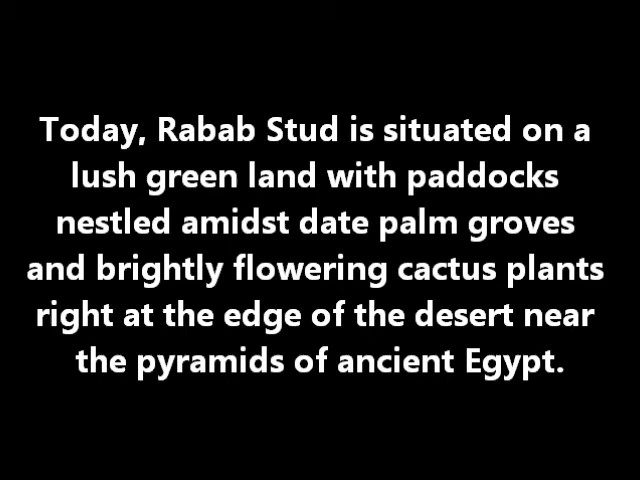 Today, Rabab Stud is situated on a
lush green land with paddocks
nestled amidst date palm groves
and brightly flowering cactus plants
right at the edge of the desert near
the pyramids of ancient Egypt.